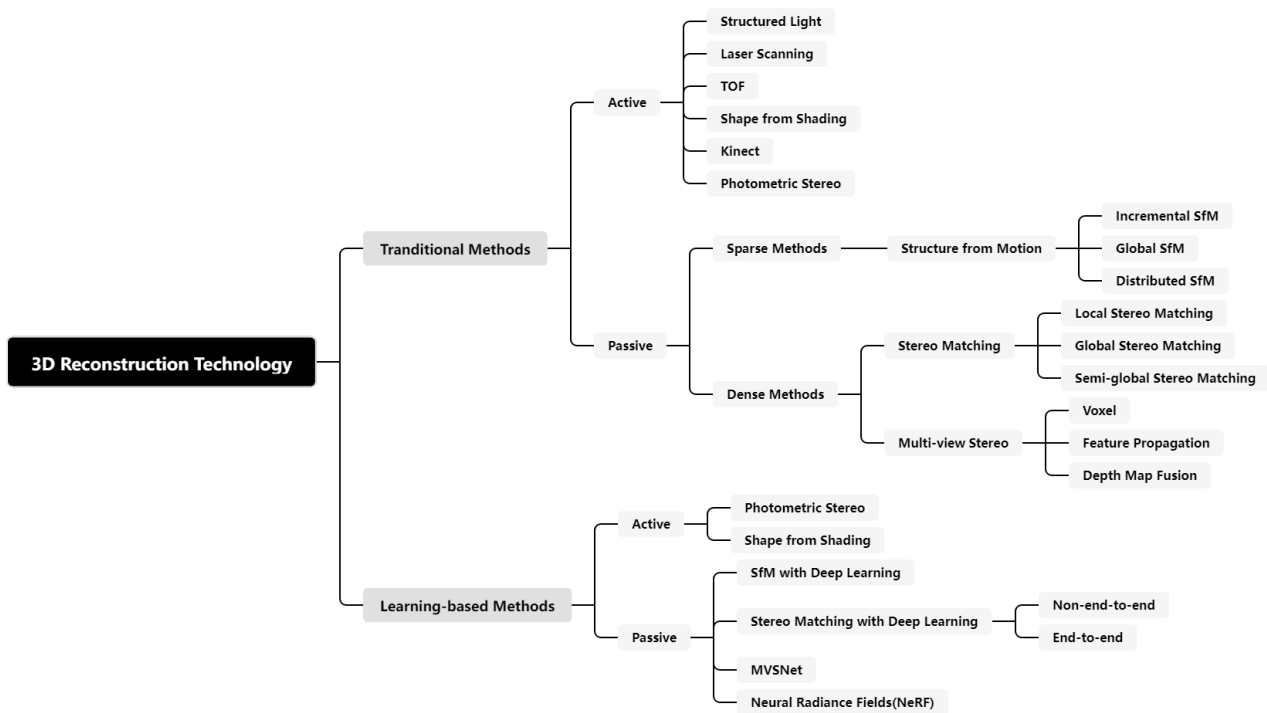 3D Reconstruction Technology
Tranditional Methods
Active
Structured Light
Laser Scanning
TOF
Shape from Shading
Kinect
Photometric Stereo
Passive
Sparse Methods
Structure from Motion
Incremental SfM
Global SfM
Distributed SfM
Dense Methods
Stereo Matching
Local Stereo Matching
Global Stereo Matching
Semi-global Stereo Matching
Multi-view Stereo
Voxel
Feature Propagation
Depth Map Fusion
Learning-based Methods
Active
Photometric Stereo
Shape from Shading
Passive
SfM with Deep Learning
Stereo Matching with Deep Learning
Non-end-to-end
End-to-end
MVSNet
Neural Radiance Fields(NeRF)